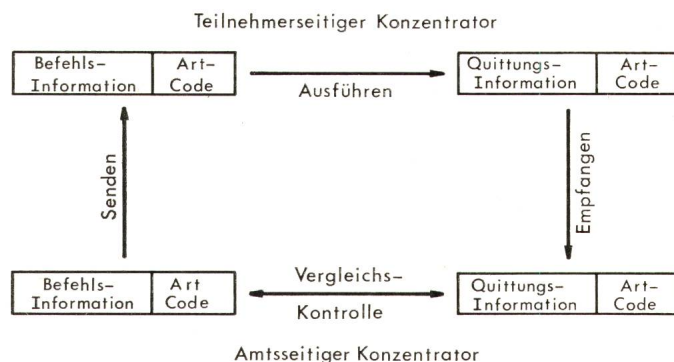 Teilnehmerseitiger Konzentrator
Befehls-
Information
Art-
Code
Ausführen
Quittungs-
Information
Art-
Code
Senden
Empfangen
Befehls-
Information
Art
Code
Vergleichs-
Kontrolle
Quittungs-
Information
Art-
Code
Amtsseitiger Konzentrator